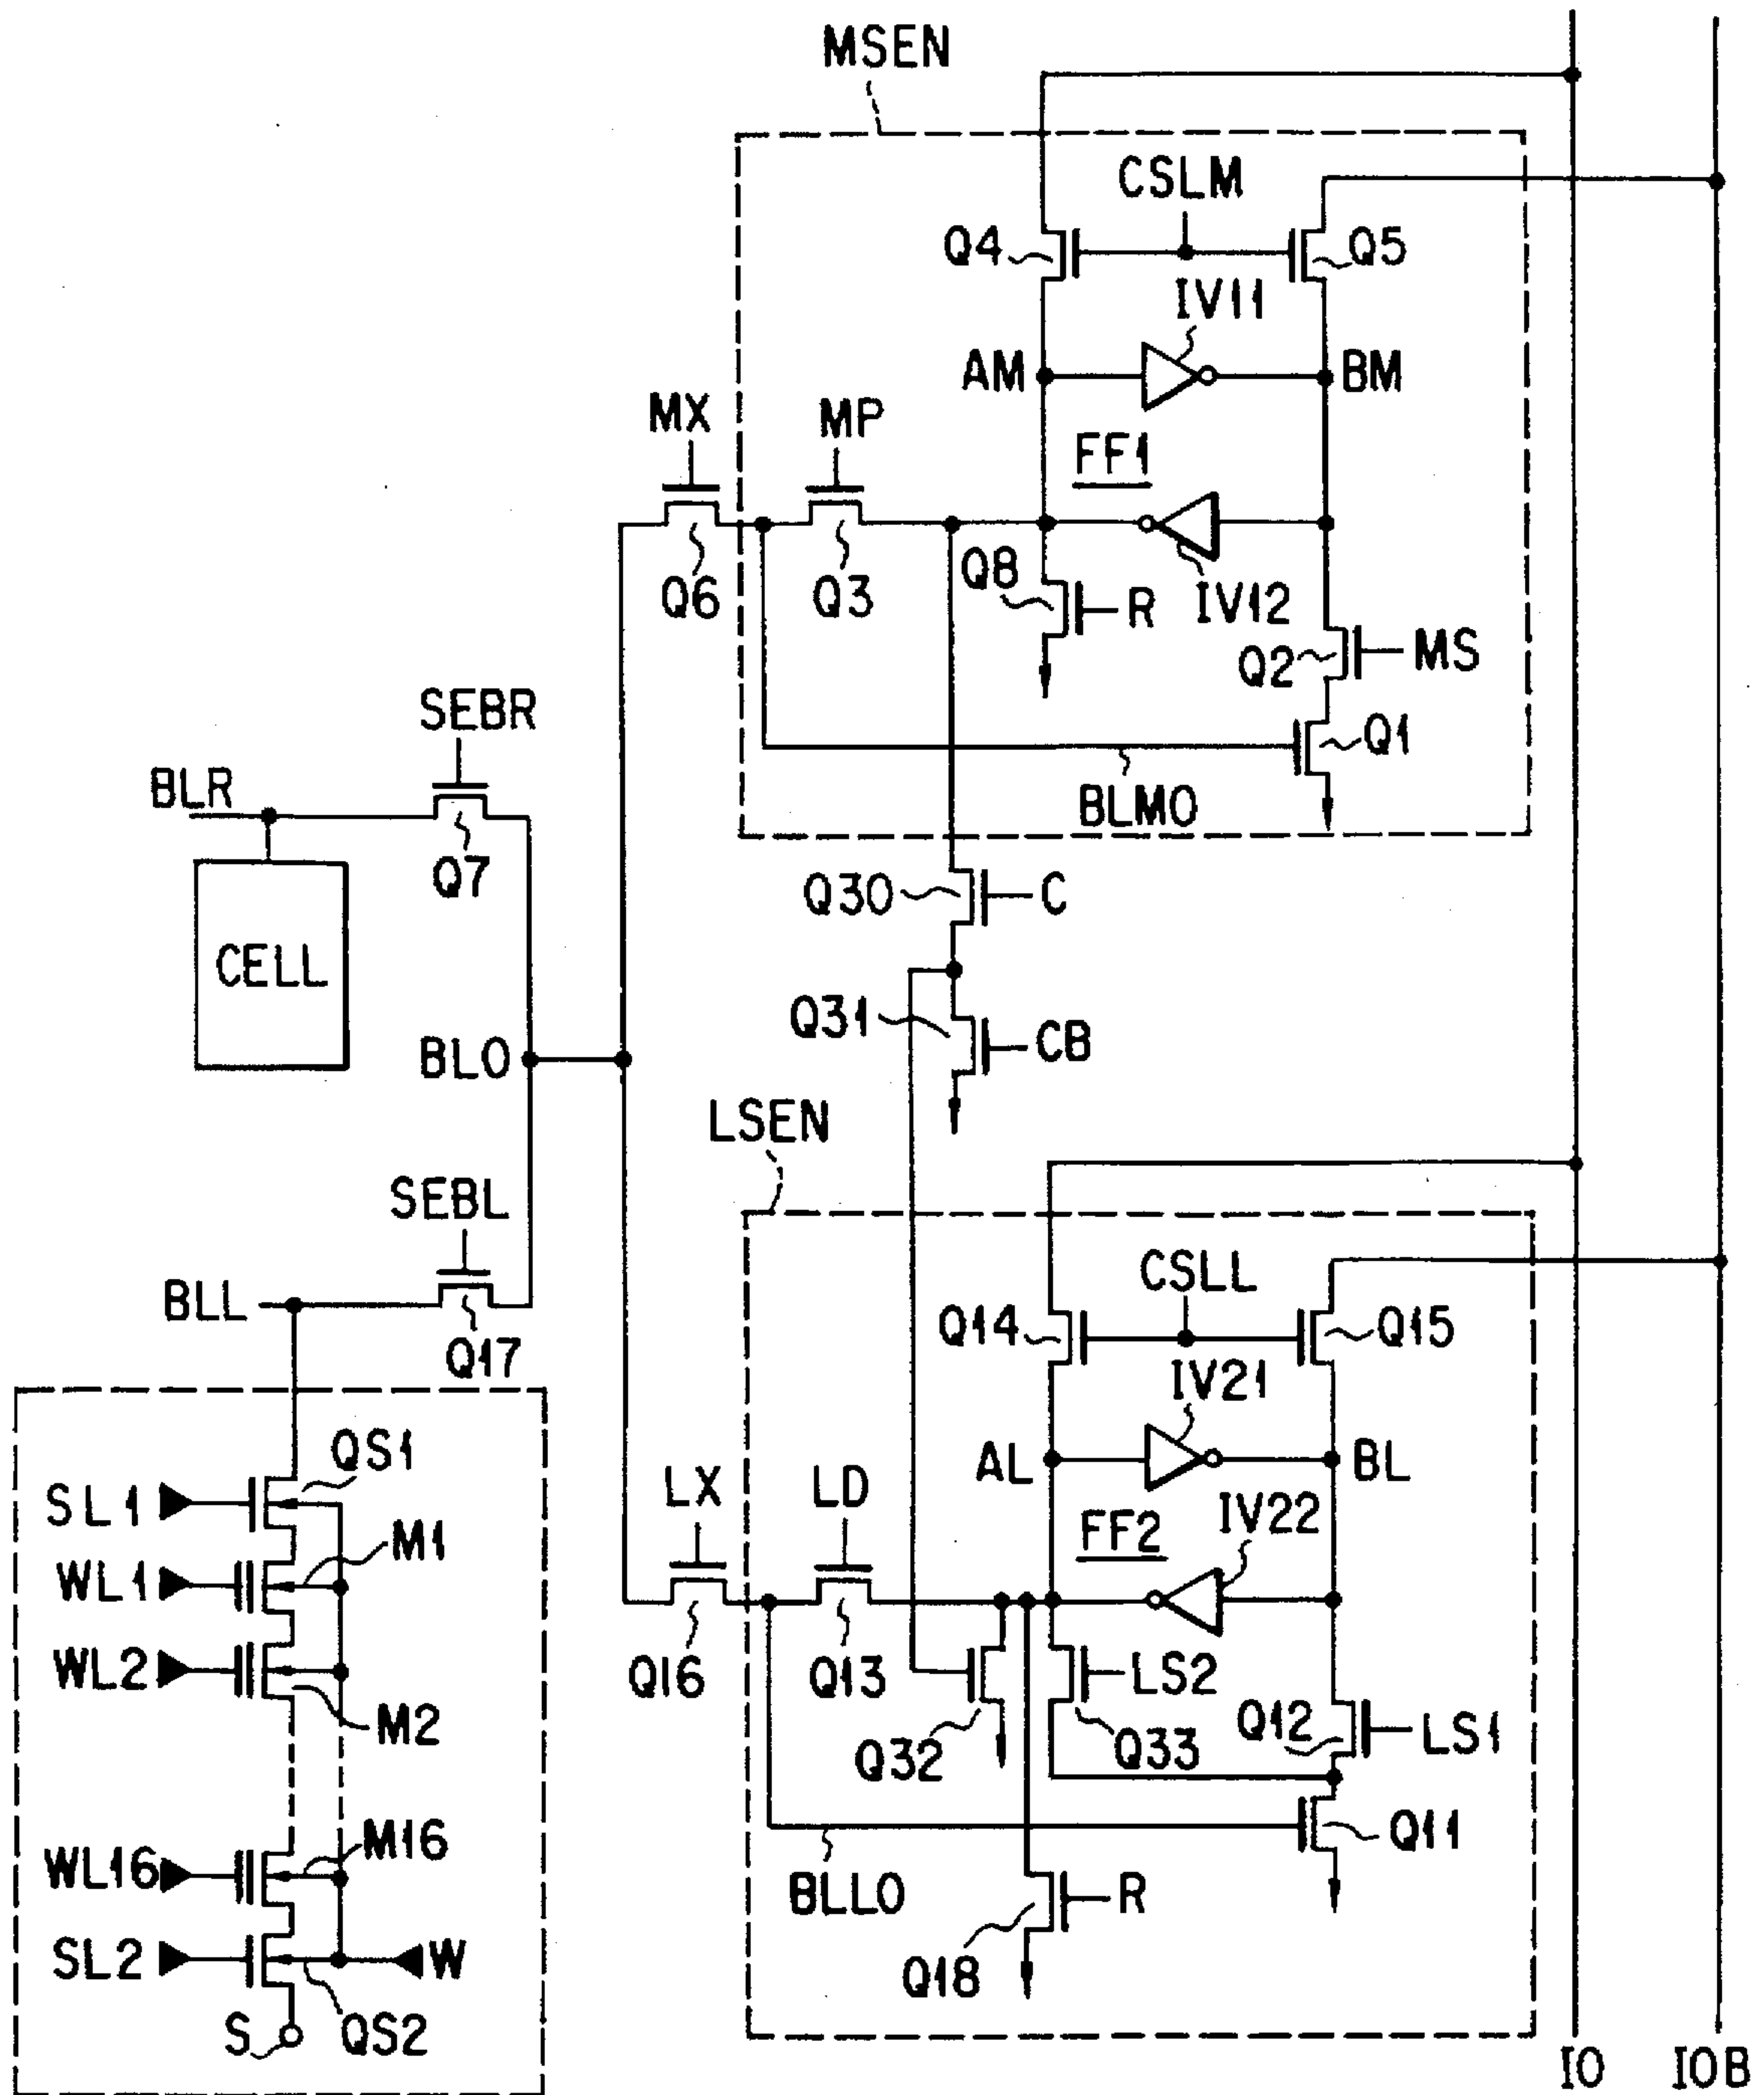 MSEN
CSLM
Q4
Q5
IV11
AM
BM
MX
MP
FF1
Q6
Q3
Q8
R
IV12
Q2
MS
SEBR
Q1
BLR
BLMO
Q7
Q30
C
CELL
Q31
CB
BLO
LSEN
SEBL
CSLL
BLL
Q14
Q15
Q17
IV21
QS1
AL
BL
SL1
LX
LD
IV22
M1
FF2
WL1
WL2
Q16
Q13
LS2
M2
Q12
LS1
Q32
Q33
M16
Q11
WL16
BLLO
R
SL2
W
Q18
S
QS2
IO
IOB